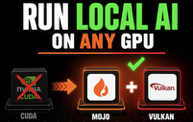 RUN LOCAL AI
ON ANY GPU
NVIDIA
CUDA
Vulkan
CUDA
MOJO
+
VULKAN